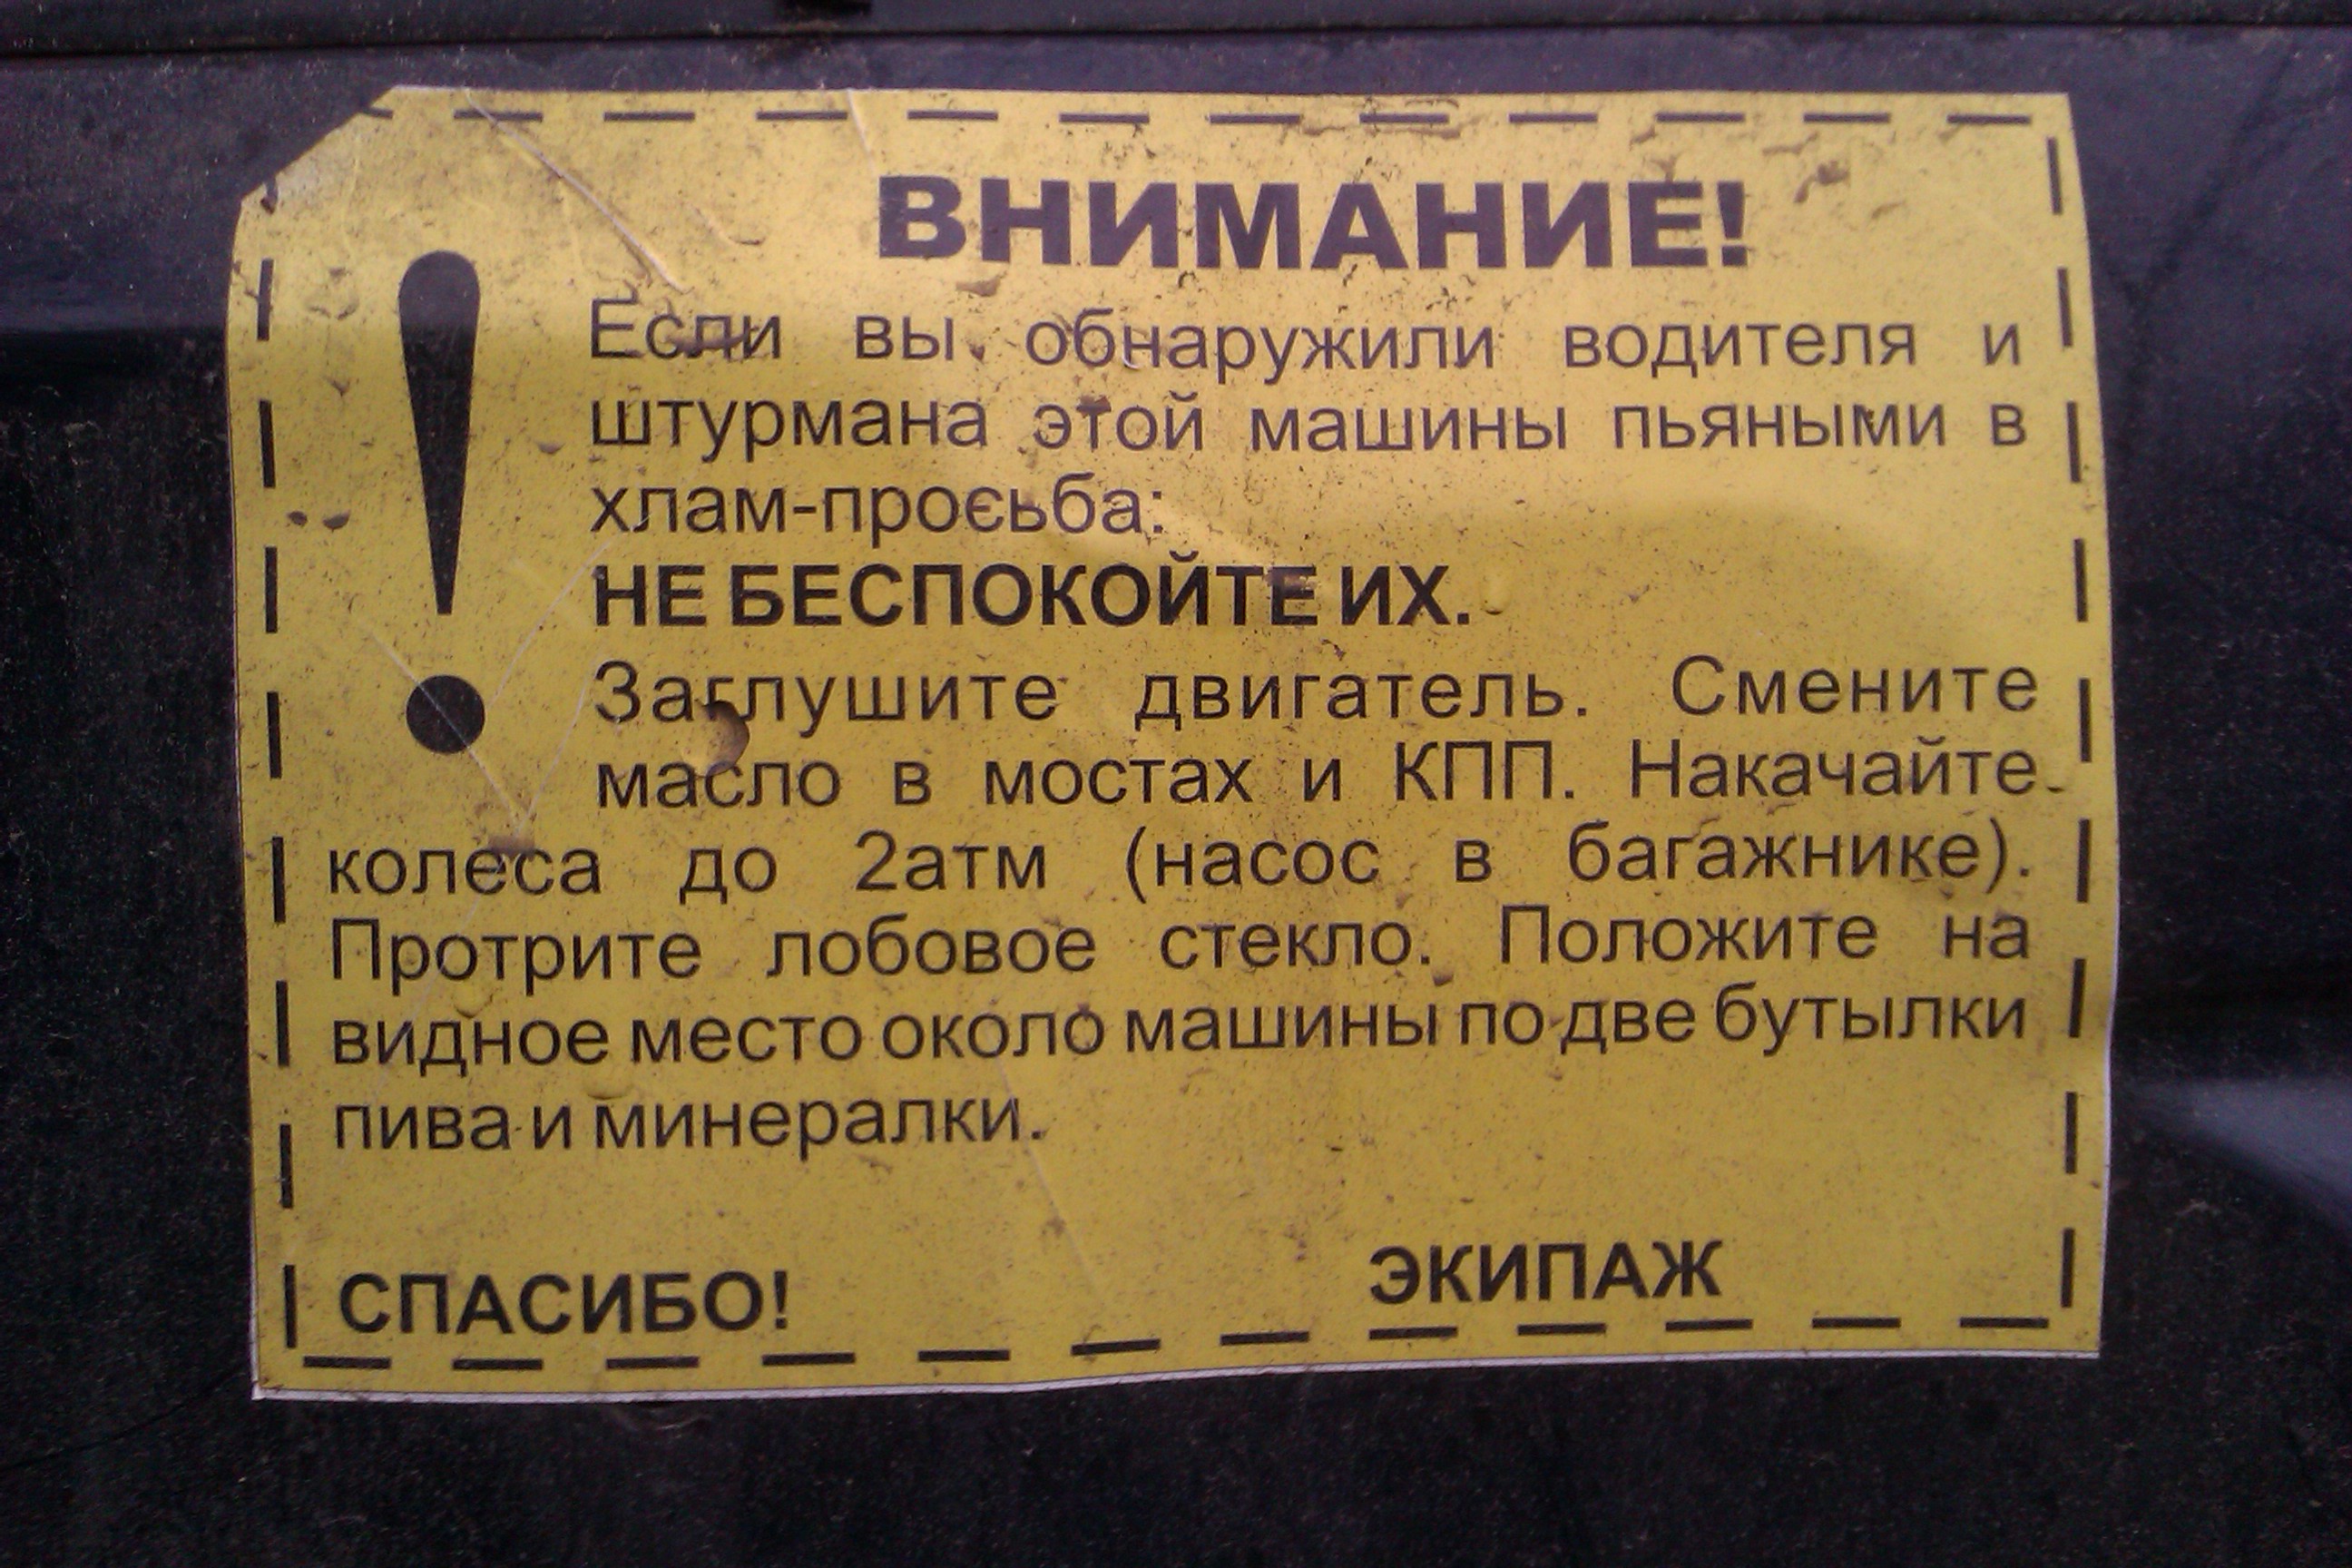 ВНИМАНИЕ!
Если вы обнаружили водителя и
штурмана этой машины пьяными в
хлам-просьба:
НЕ БЕСПОКОЙТЕ ИХ.
Заглушите двигатель. Смените
масло в мостах и КПП. Накачайте
колеса до 2атм (насос в багажнике).
Протрите лобовое стекло. Положите на
видное место около машины по две бутылки
пива и минералки.
СПАСИБО! ЭКИПАЖ